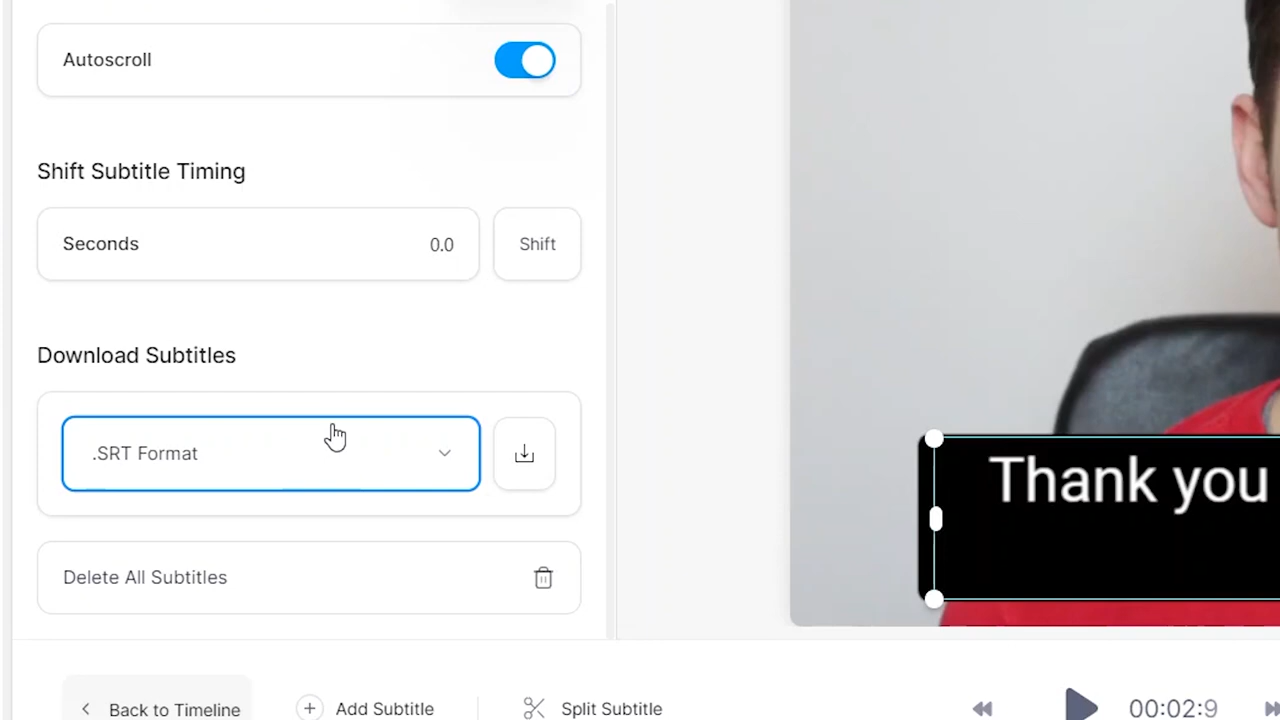 Autoscroll
Shift Subtitle Timing
Seconds 0.0 Shift
Download Subtitles
.SRT Format
Thank you
Delete All Subtitles
Back to Timeline Add Subtitle Split Subtitle 00:02:9